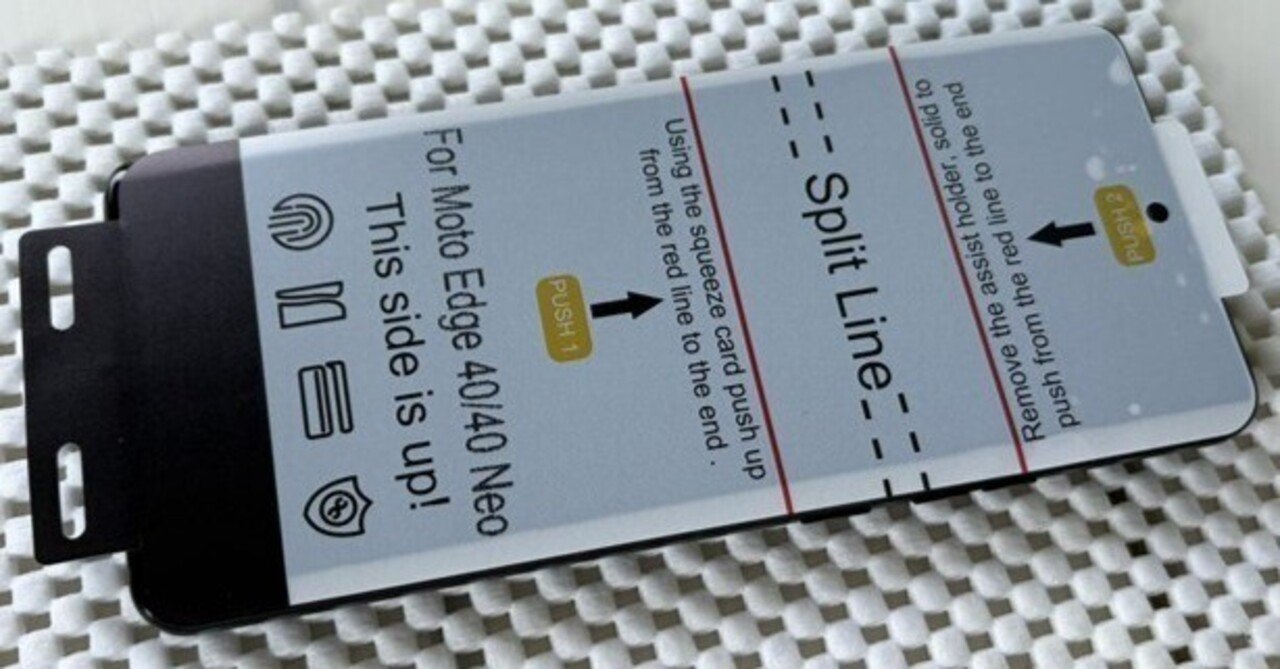 PUSH 2
Remove the assist holder, solid to
push from the red line to the end
Split Line
Using the squeeze card push up
from the red line to the end .
PUSH 1
For Moto Edge 40/40 Neo
This side is up!